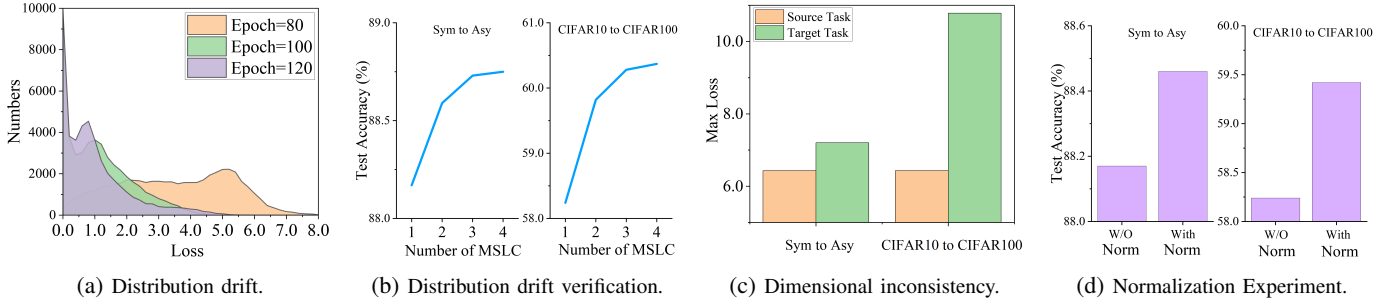 10000
8000
6000
4000
2000
0
Numbers
Epoch=80
Epoch=100
Epoch=120
0.0 1.0 2.0 3.0 4.0 5.0 6.0 7.0 8.0
Loss
(a) Distribution drift.
89.0
88.5
88.0
Test Accuracy (%)
Sym to Asy
1 2 3 4
Number of MSLC
61.0
60.0
59.0
58.0
CIFAR10 to CIFAR100
1 2 3 4
Number of MSLC
(b) Distribution drift verification.
10.0
8.0
6.0
Max Loss
Source Task
Target Task
Sym to Asy CIFAR10 to CIFAR100
(c) Dimensional inconsistency.
88.6
88.4
88.2
88.0
Test Accuracy (%)
Sym to Asy
W/O With
Norm Norm
60.0
59.5
59.0
58.5
58.0
CIFAR10 to CIFAR100
W/O With
Norm Norm
(d) Normalization Experiment.